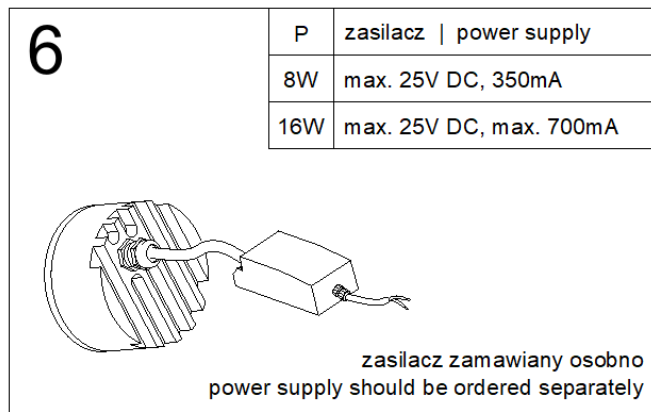 6
P zasilacz | power supply
8W max. 25V DC, 350mA
16W max. 25V DC, max. 700mA
zasilacz zamawiany osobno
power supply should be ordered separately